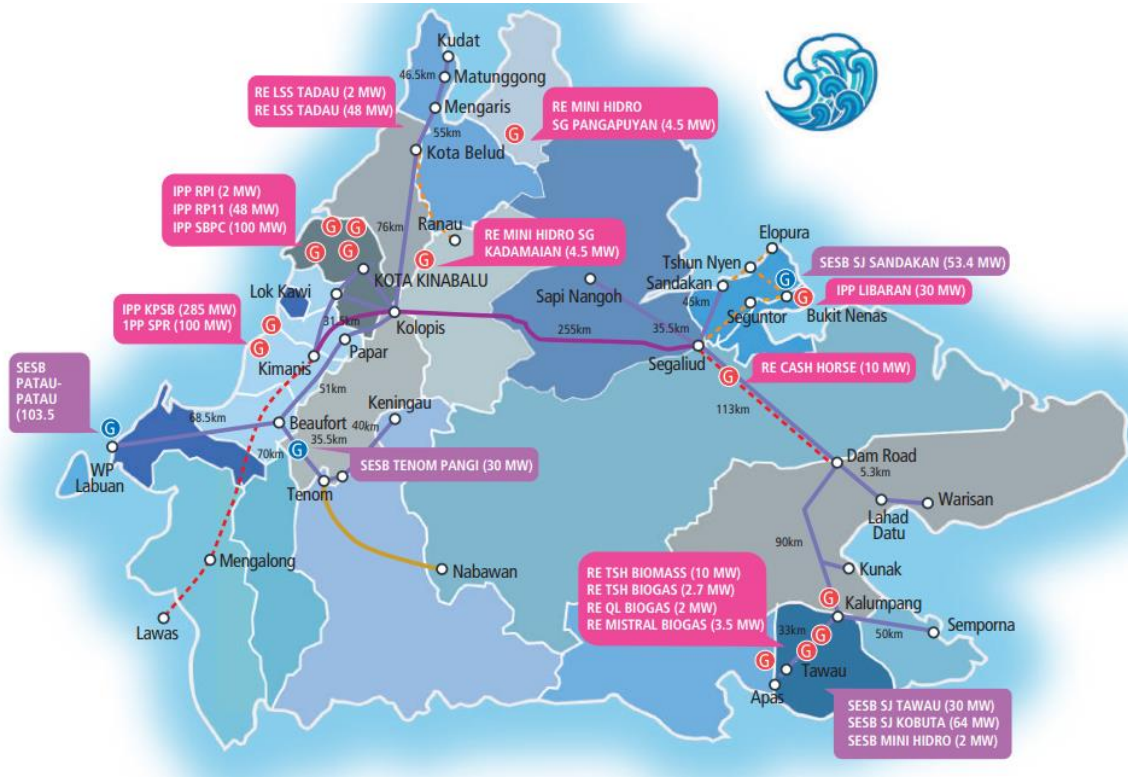 Kudat
46.5km
Matunggong
RE LSS TADAU (2 MW)
RE LSS TADAU (48 MW)
Mengaris
RE MINI HIDRO
SG PANGAPUYAN (4.5 MW)
G
55km
Kota Belud
IPP RPI (2 MW)
IPP RP11 (48 MW)
IPP SBPC (100 MW)
G
G
G
G
76km
Ranau
RE MINI HIDRO SG
KADAMAIAN (4.5 MW)
G
KOTA KINABALU
Lok Kawi
Elopura
Tshun Nyen
SESB SJ SANDAKAN (53.4 MW)
G
Sandakan
Sapi Nangoh
IPP LIBARAN (30 MW)
G
Seguntor
Bukit Nenas
45km
IPP KPSB (285 MW)
1PP SPR (100 MW)
G
G
31.5km
Kolopis
255km
35.5km
Segaliud
Papar
Kimanis
SESB
PATAU-
PATAU
(103.5
RE CASH HORSE (10 MW)
G
51km
113km
Keningau
68.5km
Beaufort
40km
G
WP
Labuan
35.5km
G
70km
SESB TENOM PANGI (30 MW)
Tenom
Dam Road
5.3km
Warisan
Lahad
Datu
90km
Mengalong
Nabawan
Kunak
RE TSH BIOMASS (10 MW)
RE TSH BIOGAS (2.7 MW)
RE QL BIOGAS (2 MW)
RE MISTRAL BIOGAS (3.5 MW)
G
Kalumpang
Lawas
33km
G
G
50km
Semporna
G
Tawau
Apas
SESB SJ TAWAU (30 MW)
SESB SJ KOBUTA (64 MW)
SESB MINI HIDRO (2 MW)